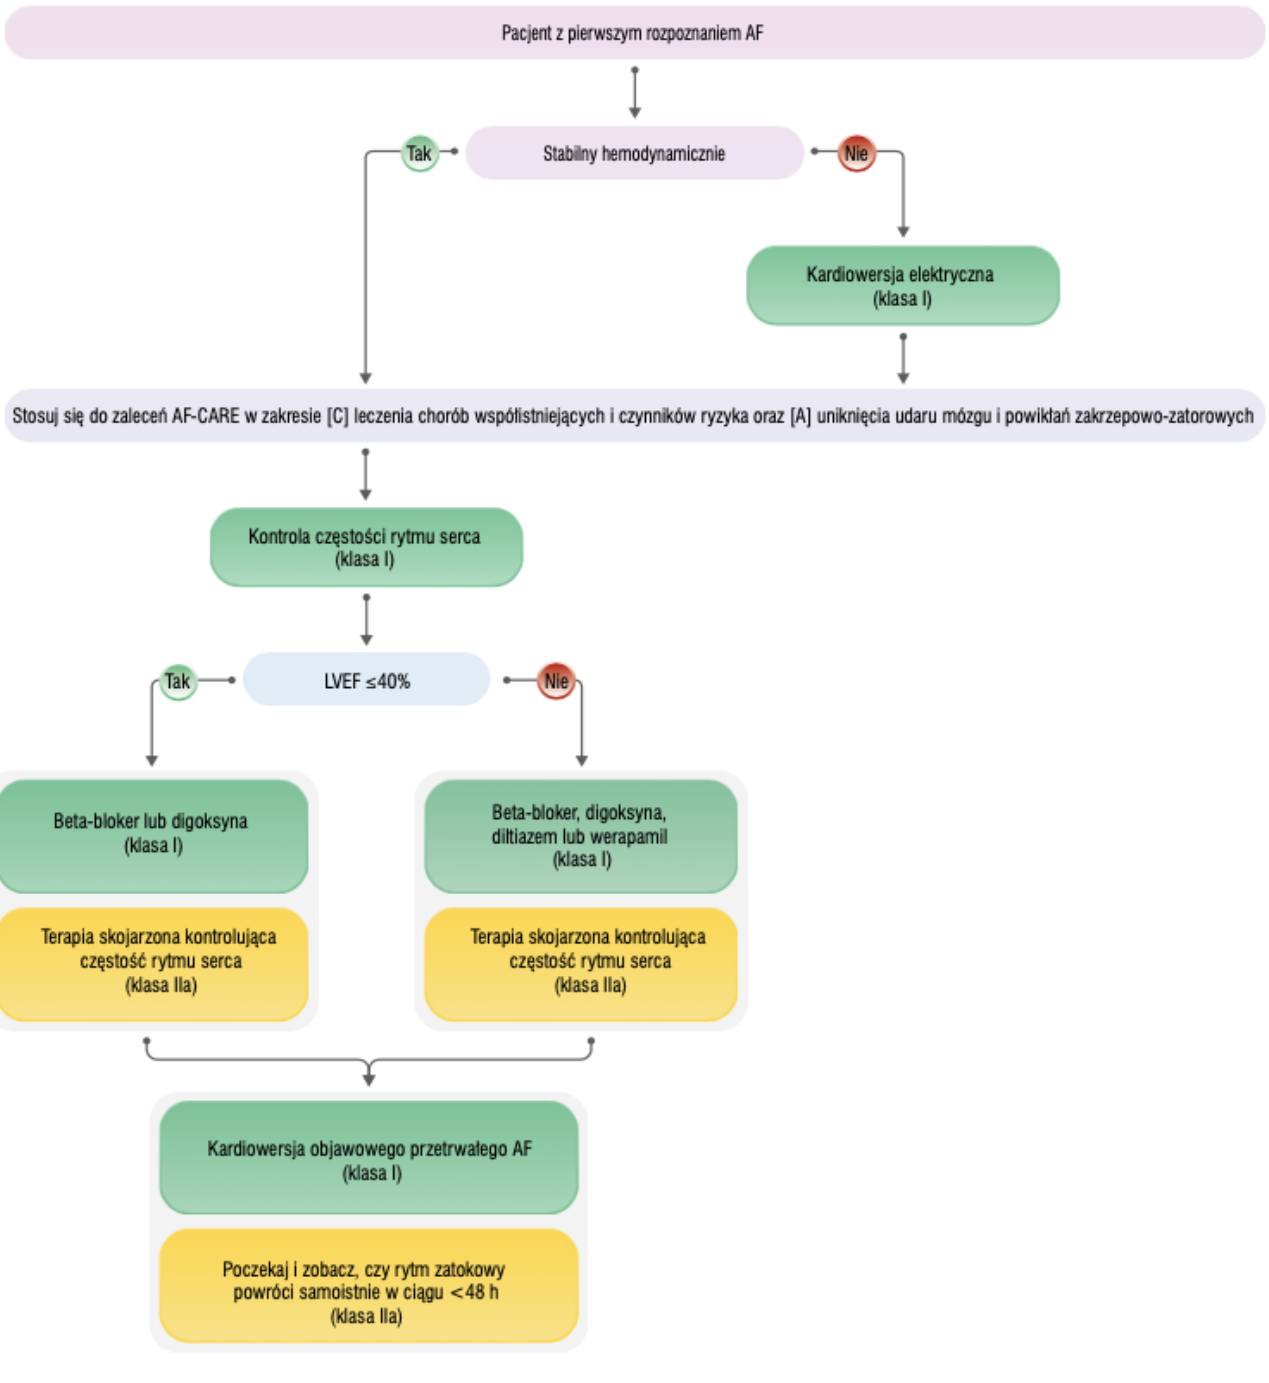 Pacjent z pierwszym rozpoznaniem AF
Tak
Stabilny hemodynamicznie
Nie
Kardiowersja elektryczna
(klasa I)
Stosuj się do zaleceń AF-CARE w zakresie [C] leczenia chorób współistniejących i czynników ryzyka oraz [A] uniknięcia udaru mózgu i powikłań zakrzepowo-zatorowych
Kontrola częstości rytmu serca
(klasa I)
Tak
LVEF ≤40%
Nie
Beta-bloker lub digoksyna
(klasa I)
Beta-bloker, digoksyna,
diltiazem lub werapamil
(klasa I)
Terapia skojarzona kontrolująca
częstość rytmu serca
(klasa IIa)
Terapia skojarzona kontrolująca
częstość rytmu serca
(klasa IIa)
Kardiowersja objawowego przetrwałego AF
(klasa I)
Poczekaj i zobacz, czy rytm zatokowy
powróci samoistnie w ciągu <48 h
(klasa IIa)